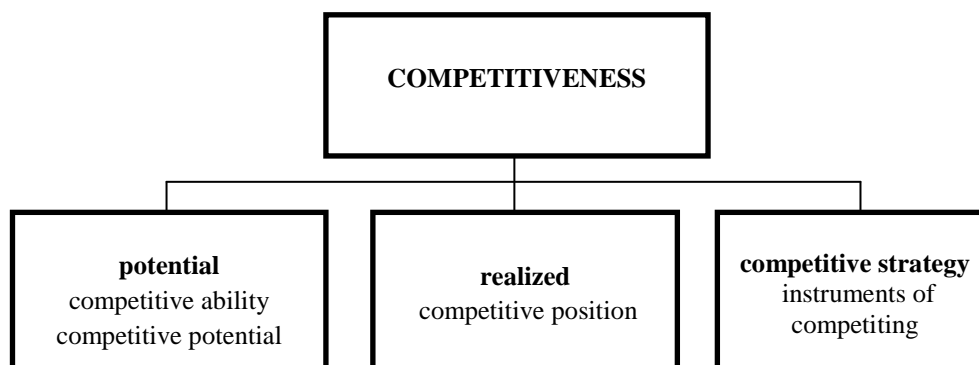 COMPETITIVENESS
potential
competitive ability
competitive potential
realized
competitive position
competitive strategy
instruments of
competiting